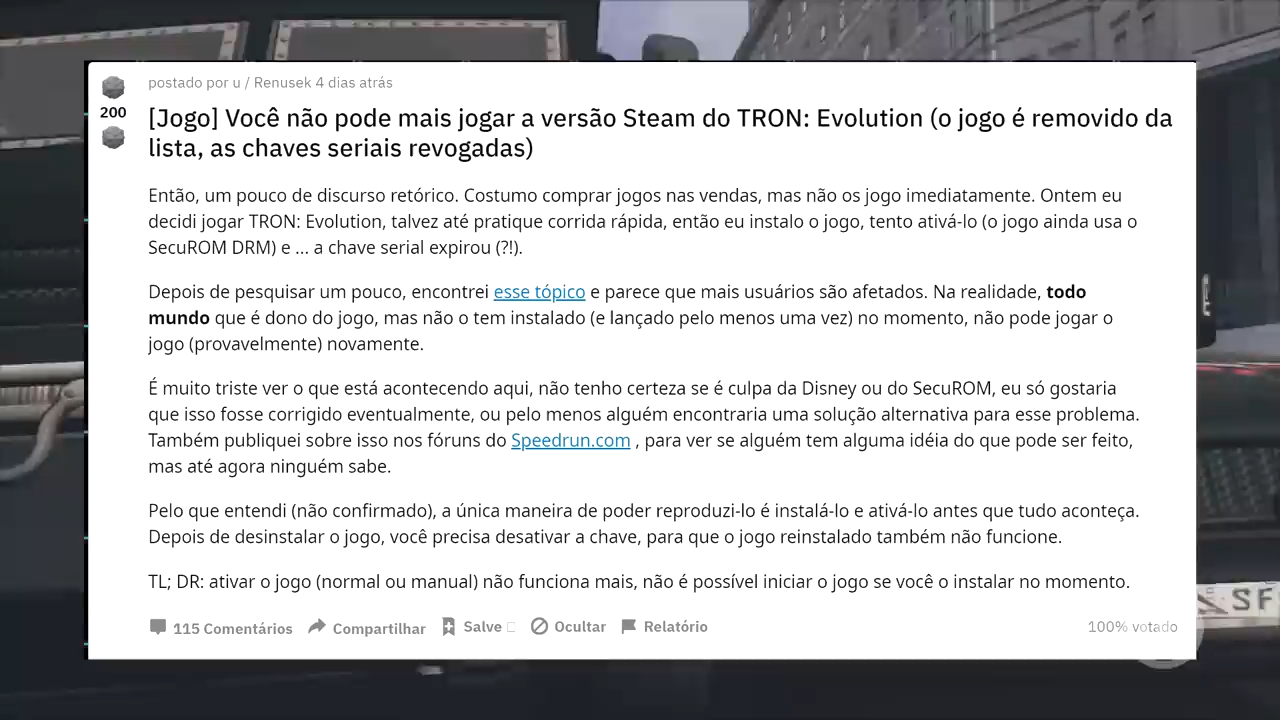 postado por u / Renusek 4 dias atrás
200
[Jogo] Você não pode mais jogar a versão Steam do TRON: Evolution (o jogo é removido da
lista, as chaves seriais revogadas)
Então, um pouco de discurso retórico. Costumo comprar jogos nas vendas, mas não os jogo imediatamente. Ontem eu
decidi jogar TRON: Evolution, talvez até pratique corrida rápida, então eu instalo o jogo, tento ativá-lo (o jogo ainda usa o
SecuROM DRM) e ... a chave serial expirou (?!).
Depois de pesquisar um pouco, encontrei esse tópico e parece que mais usuários são afetados. Na realidade, todo
mundo que é dono do jogo, mas não o tem instalado (e lançado pelo menos uma vez) no momento, não pode jogar o
jogo (provavelmente) novamente.
É muito triste ver o que está acontecendo aqui, não tenho certeza se é culpa da Disney ou do SecuROM, eu só gostaria
que isso fosse corrigido eventualmente, ou pelo menos alguém encontraria uma solução alternativa para esse problema.
Também publiquei sobre isso nos fóruns do Speedrun.com , para ver se alguém tem alguma idéia do que pode ser feito,
mas até agora ninguém sabe.
Pelo que entendi (não confirmado), a única maneira de poder reproduzi-lo é instalá-lo e ativá-lo antes que tudo aconteça.
Depois de desinstalar o jogo, você precisa desativar a chave, para que o jogo reinstalado também não funcione.
TL; DR: ativar o jogo (normal ou manual) não funciona mais, não é possível iniciar o jogo se você o instalar no momento.
115 Comentários Compartilhar Salve Ocultar Relatório 100% votado
SF